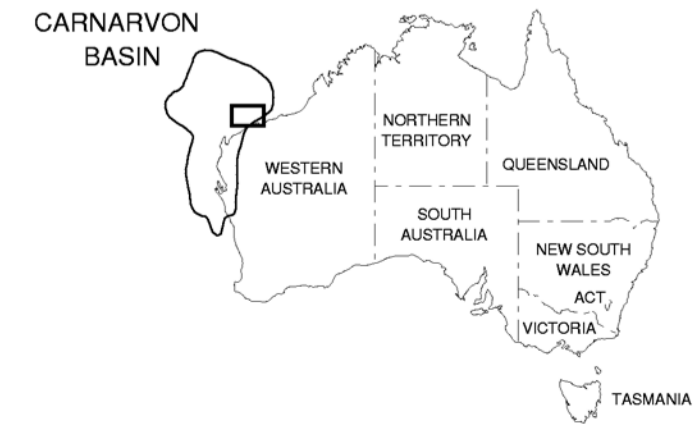 CARNARVON
BASIN
NORTHERN
TERRITORY
WESTERN
AUSTRALIA
QUEENSLAND
SOUTH
AUSTRALIA
NEW SOUTH
WALES
ACT
VICTORIA
TASMANIA